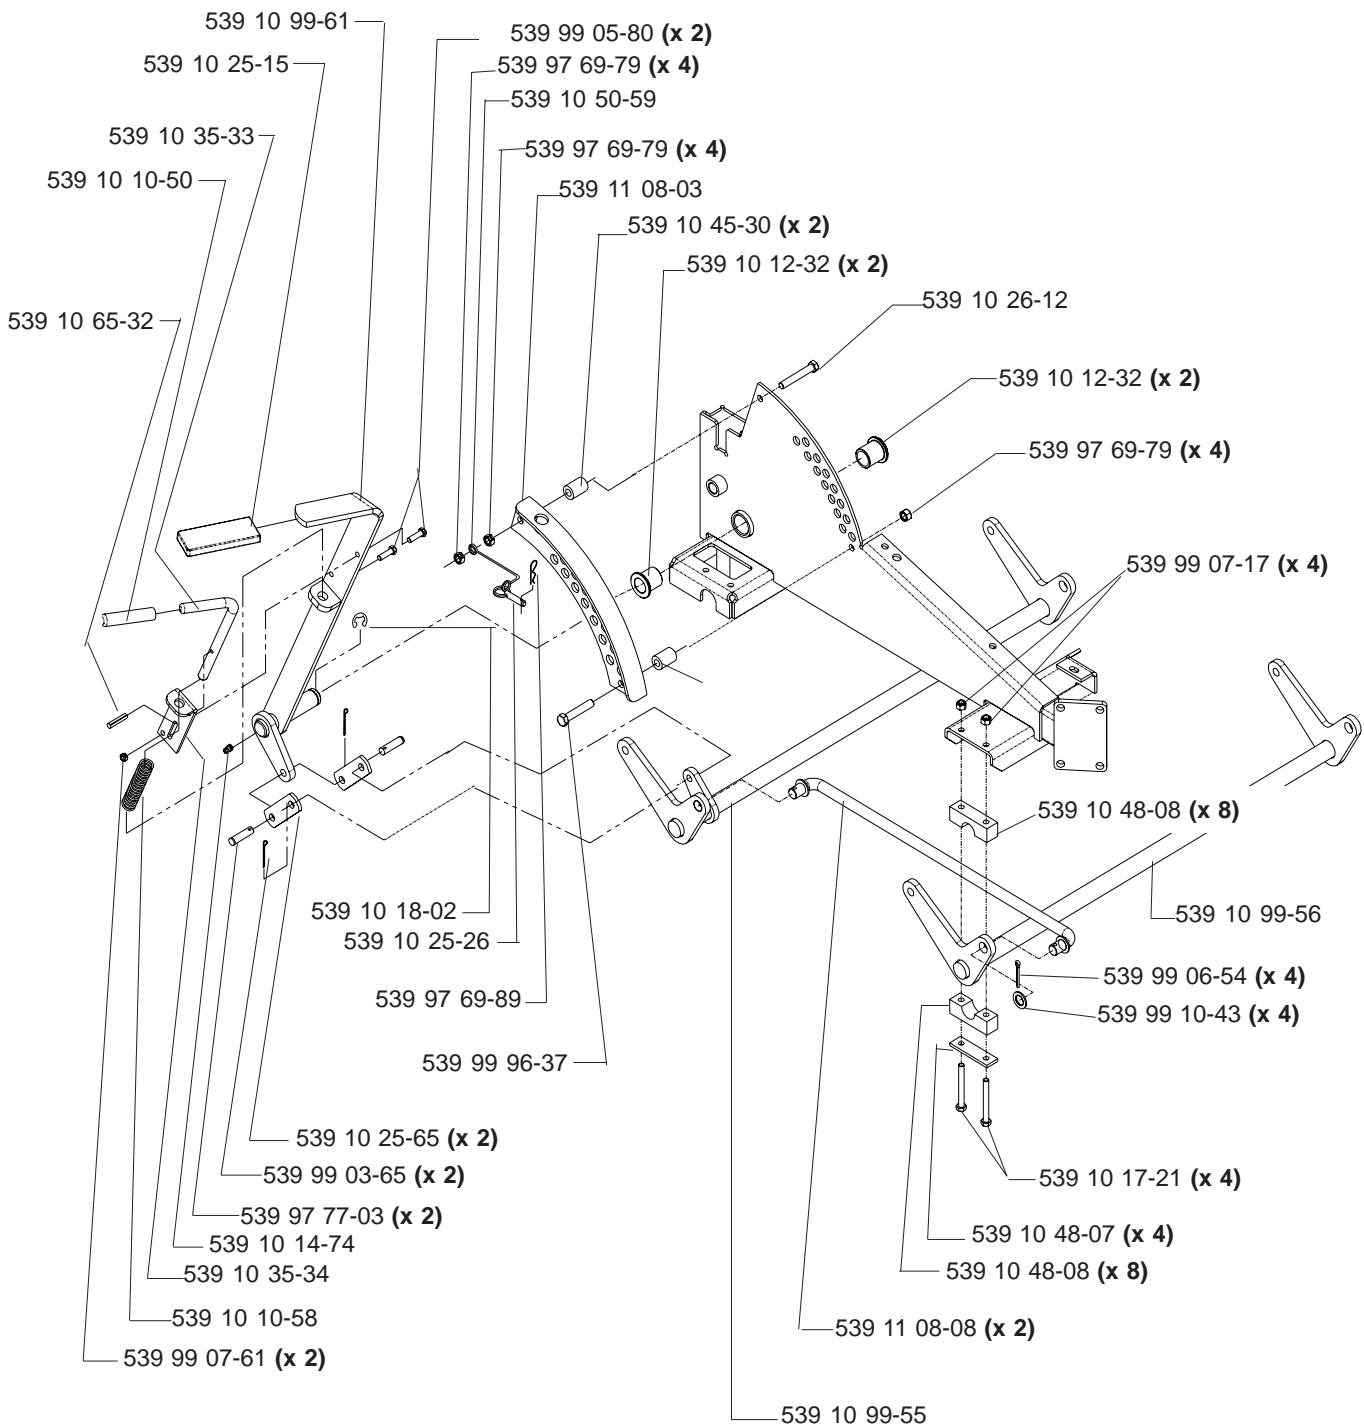 539 10 99-61
539 99 05-80 (x 2)
539 10 25-15
539 97 69-79 (x 4)
539 10 50-59
539 10 35-33
539 97 69-79 (x 4)
539 10 10-50
539 11 08-03
539 10 45-30 (x 2)
539 10 12-32 (x 2)
539 10 26-12
539 10 65-32
539 10 12-32 (x 2)
539 97 69-79 (x 4)
539 99 07-17 (x 4)
539 10 48-08 (x 8)
539 10 18-02
539 10 99-56
539 10 25-26
539 99 06-54 (x 4)
539 97 69-89
539 99 10-43 (x 4)
539 99 96-37
539 10 25-65 (x 2)
539 99 03-65 (x 2)
539 10 17-21 (x 4)
539 97 77-03 (x 2)
539 10 48-07 (x 4)
539 10 14-74
539 10 48-08 (x 8)
539 10 35-34
539 10 10-58
539 11 08-08 (x 2)
539 99 07-61 (x 2)
539 10 99-55